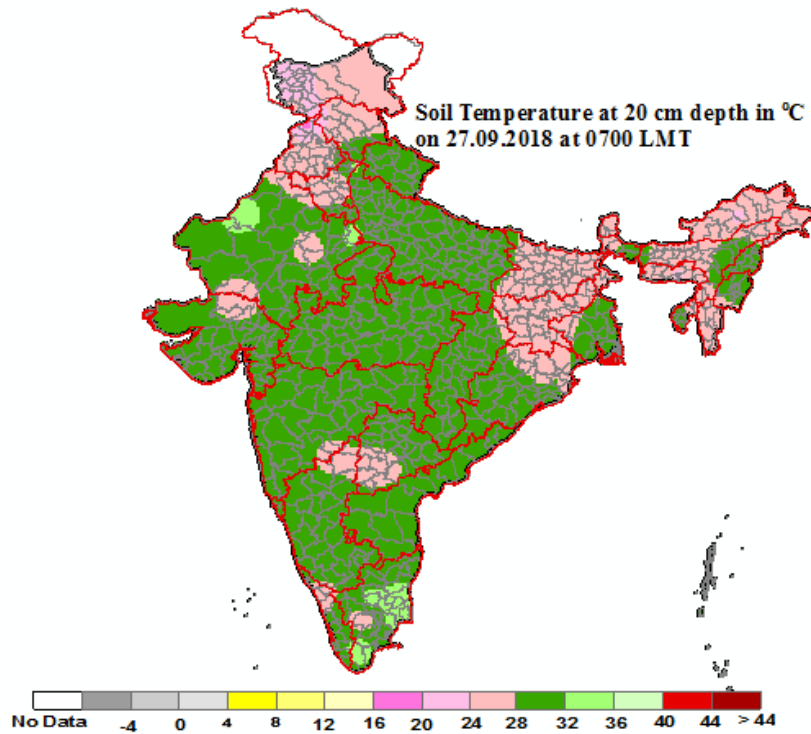 Soil Temperature at 20 cm depth in ⁰C
on 27.09.2018 at 0700 LMT
No Data -4 0 4 8 12 16 20 24 28 32 36 40 44 > 44